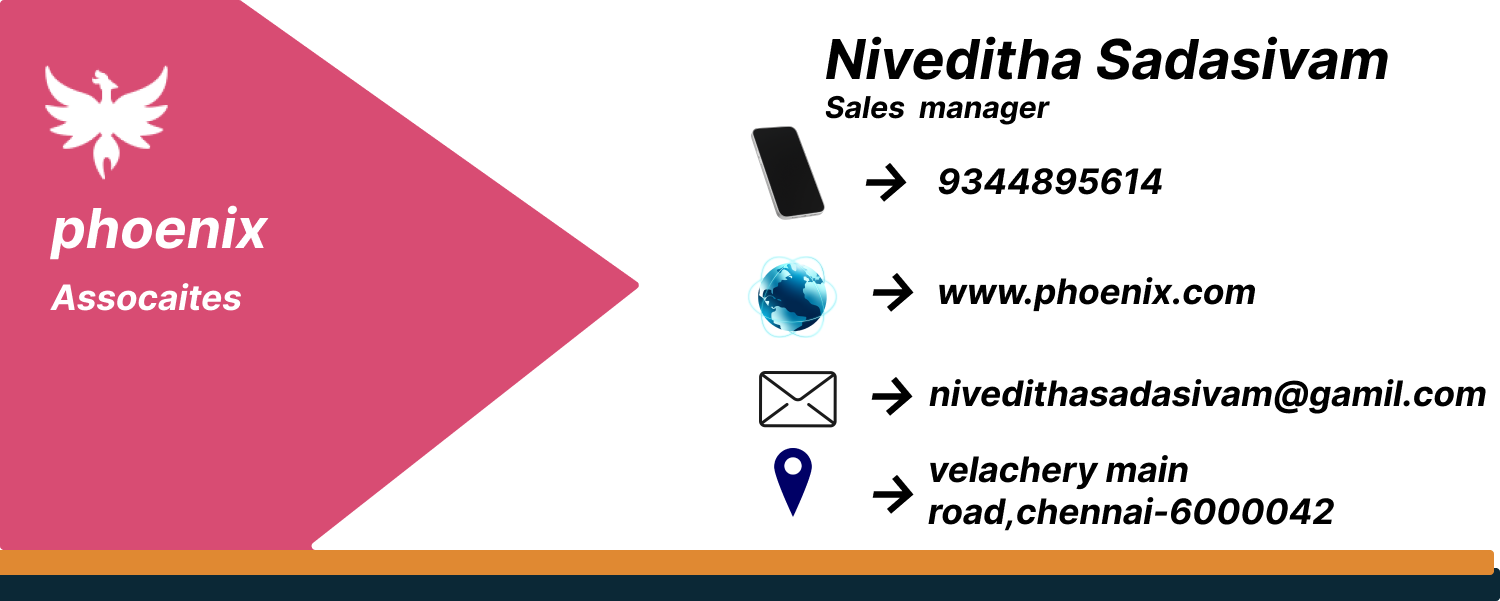 phoenix
Assocaites
Niveditha Sadasivam
Sales manager
9344895614
www.phoenix.com
nivedithasadasivam@gamil.com
velachery main
road,chennai-6000042